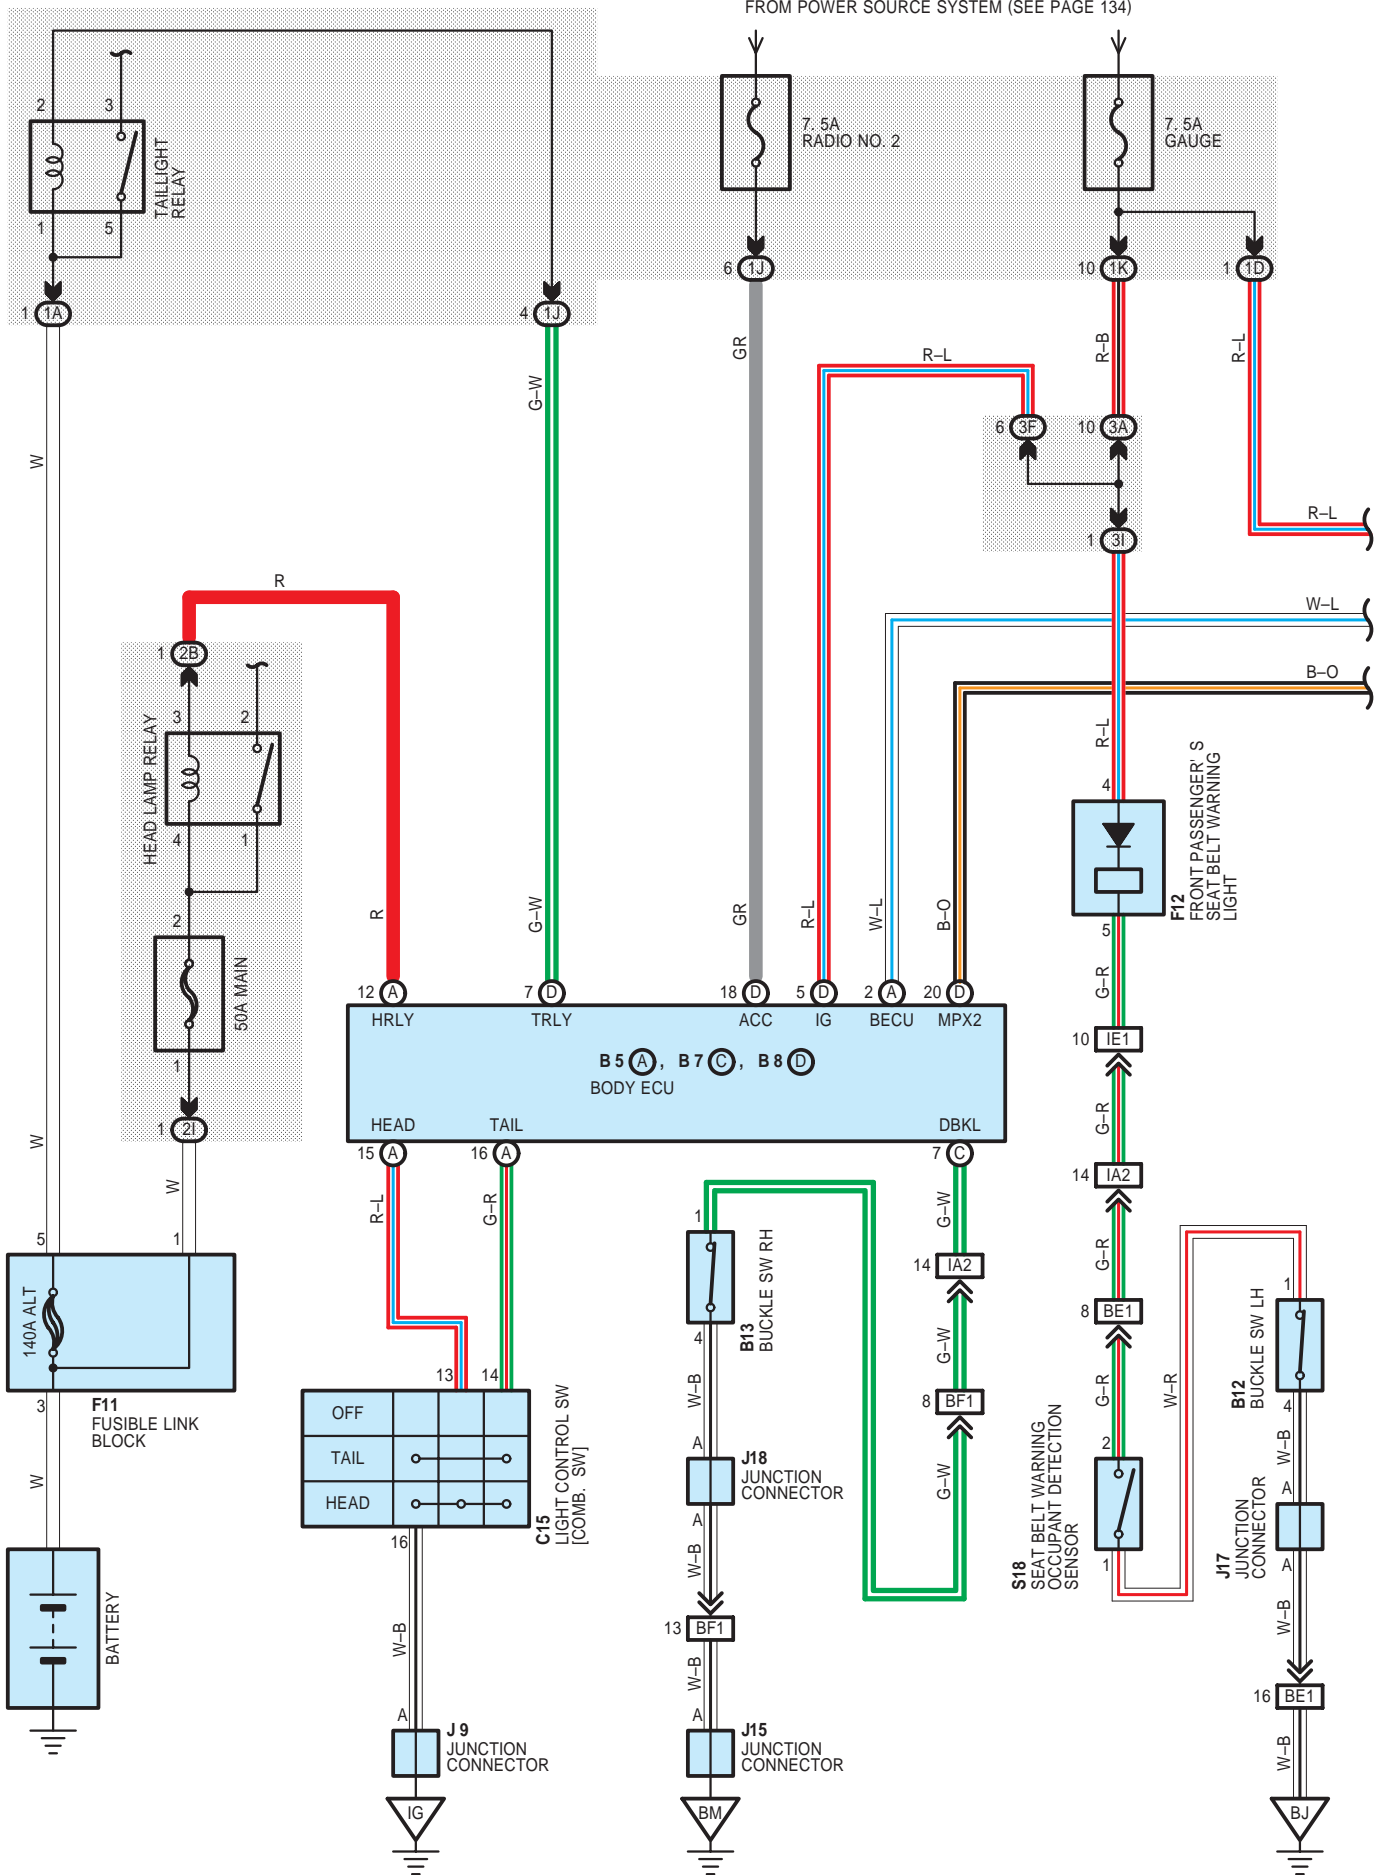 FROM POWER SOURCE SYSTEM (SEE PAGE 134)
2
3
TAILLIGHT
RELAY
1
5
7. 5A
RADIO NO. 2
7. 5A
GAUGE
1 1A
4 1J
6 1J
10 1K
1 1D
W
G–W
GR
R–L
R–B
R–L
6 3F
10 3A
1 3I
R–L
W–L
B–O
R
1 2B
3
2
HEAD LAMP RELAY
4
1
2
50A MAIN
1
1 2I
R
G–W
GR
R–L
W–L
B–O
R–L
4
F12
FRONT PASSENGER' S
SEAT BELT WARNING
LIGHT
5
12 A
7 D
18 D
5 D
2 A
20 D
HRLY
TRLY
ACC
IG
BECU
MPX2
B 5 A , B 7 C , B 8 D
BODY ECU
HEAD
TAIL
DBKL
15 A
16 A
7 C
G–R
10 IE1
G–R
14 IA2
G–R
8 BE1
G–R
W
W
5
1
140A ALT
3
F11
FUSIBLE LINK
BLOCK
W
BATTERY
R–L
G–R
13
14
OFF
TAIL
HEAD
C15
LIGHT CONTROL SW
[COMB. SW]
16
W–B
A
J 9
JUNCTION
CONNECTOR
IG
1
B13
BUCKLE SW RH
4
W–B
A
J18
JUNCTION
CONNECTOR
A
W–B
13 BF1
W–B
A
J15
JUNCTION
CONNECTOR
BM
G–W
14 IA2
G–W
8 BF1
G–W
2
S18
SEAT BELT WARNING
OCCUPANT DETECTION
SENSOR
1
W–R
1
B12
BUCKLE SW LH
4
W–B
A
J17
JUNCTION
CONNECTOR
A
W–B
16 BE1
W–B
BJ